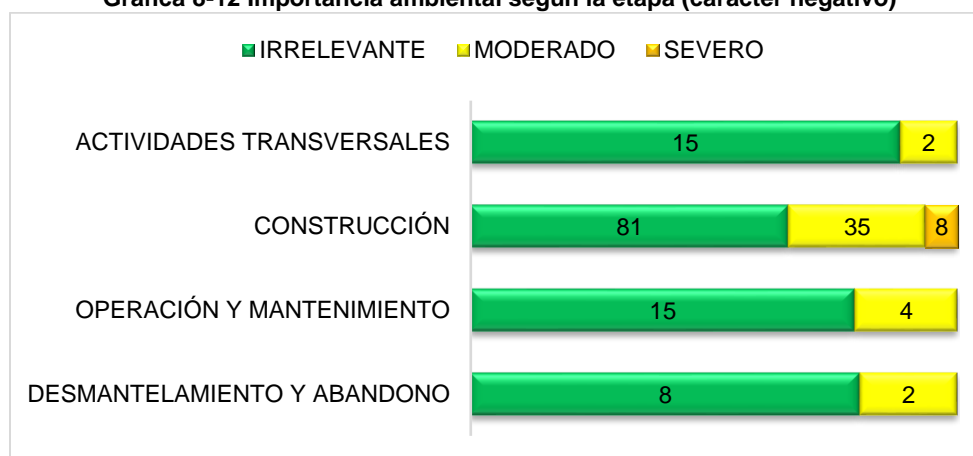 Gráfica 8-12 Importancia ambiental según la etapa (carácter negativo)
IRRELEVANTE MODERADO SEVERO
ACTIVIDADES TRANSVERSALES 15 2
CONSTRUCCIÓN 81 35 8
OPERACIÓN Y MANTENIMIENTO 15 4
DESMANTELAMIENTO Y ABANDONO 8 2